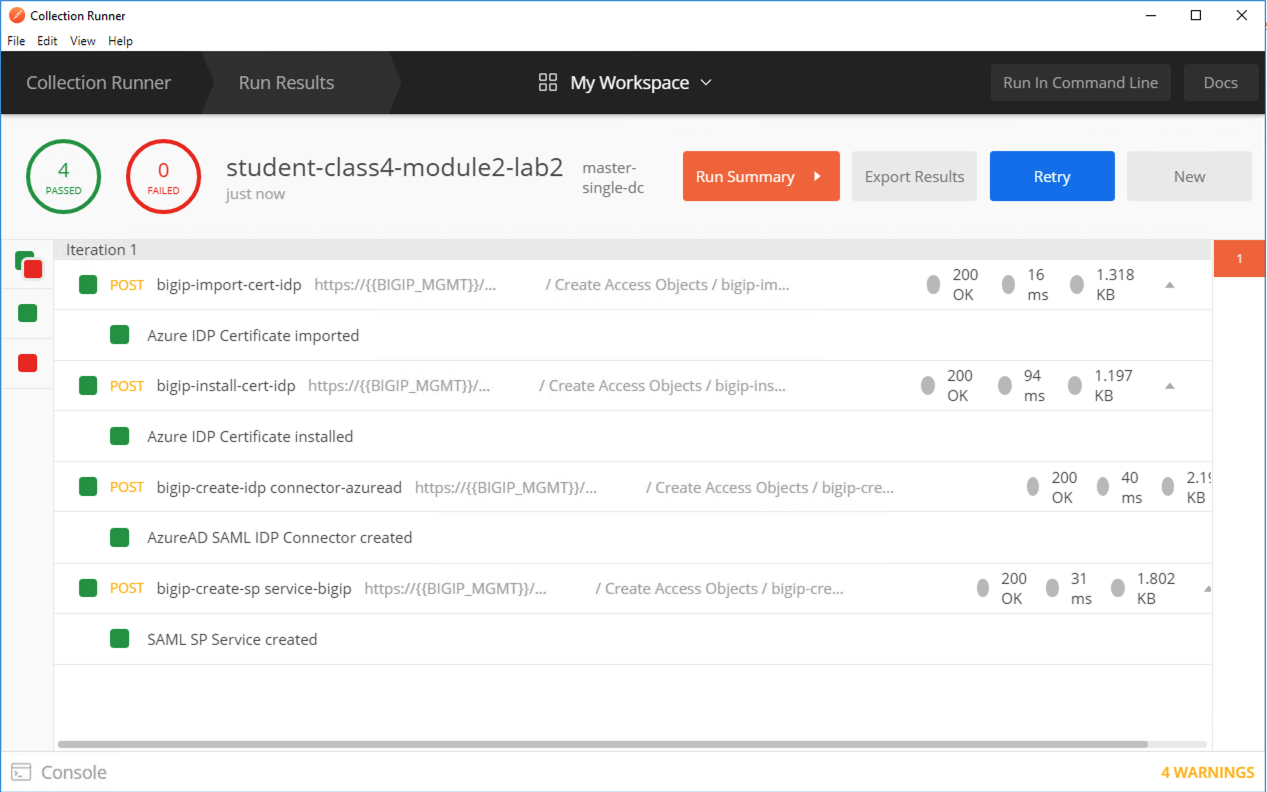 Collection Runner
File Edit View Help
Collection Runner Run Results My Workspace Run In Command Line Docs
4 PASSED
0 FAILED
student-class4-module2-lab2
just now
master-single-dc
Run Summary Export Results Retry New
Iteration 1
1
POST bigip-import-cert-idp https://{{BIGIP_MGMT}}/... / Create Access Objects / bigip-im... 200 OK 16 ms 1.318 KB
Azure IDP Certificate imported
POST bigip-install-cert-idp https://{{BIGIP_MGMT}}/... / Create Access Objects / bigip-ins... 200 OK 94 ms 1.197 KB
Azure IDP Certificate installed
POST bigip-create-idp connector-azuread https://{{BIGIP_MGMT}}/... / Create Access Objects / bigip-cre... 200 OK 40 ms 2.19 KB
AzureAD SAML IDP Connector created
POST bigip-create-sp service-bigip https://{{BIGIP_MGMT}}/... / Create Access Objects / bigip-cre... 200 OK 31 ms 1.802 KB
SAML SP Service created
Console 4 WARNINGS